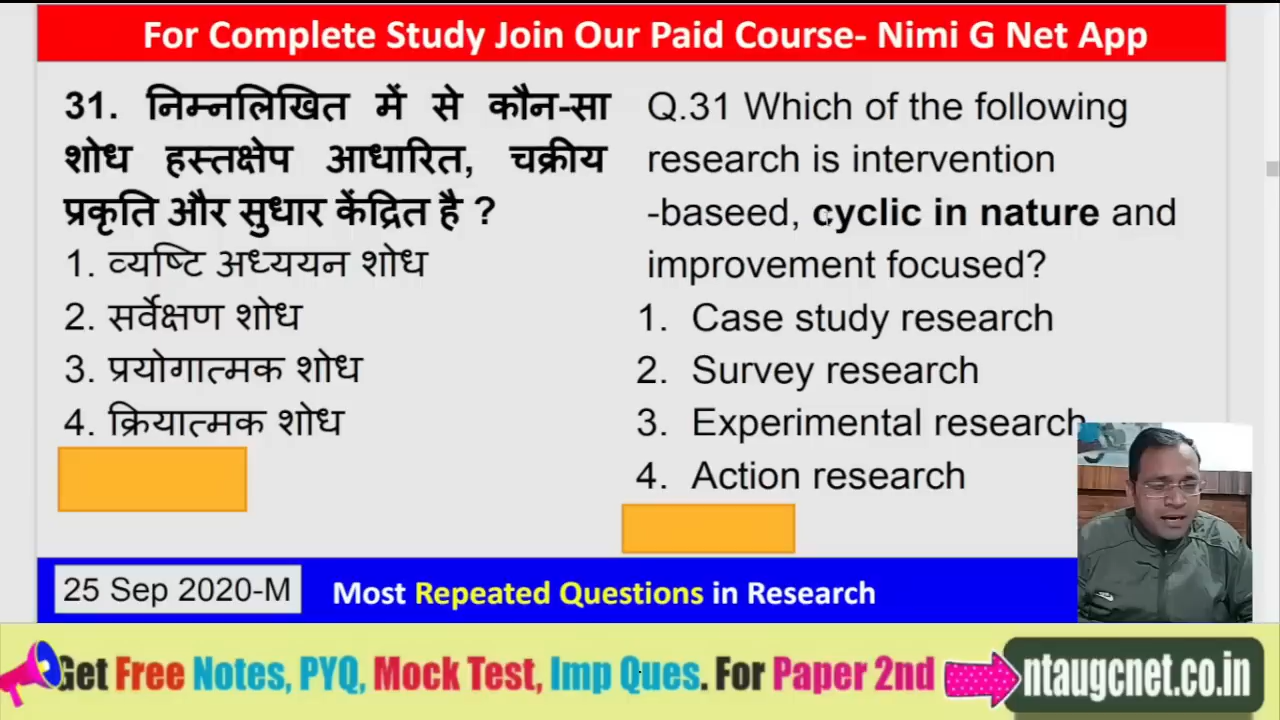 For Complete Study Join Our Paid Course- Nimi G Net App
31. निम्नलिखित में से कौन-सा
शोध हस्तक्षेप आधारित, चक्रीय
प्रकृति और सुधार केंद्रित है ?
1. व्यष्टि अध्ययन शोध
2. सर्वेक्षण शोध
3. प्रयोगात्मक शोध
4. क्रियात्मक शोध
Q.31 Which of the following
research is intervention
-baseed, cyclic in nature and
improvement focused?
1. Case study research
2. Survey research
3. Experimental research
4. Action research
25 Sep 2020-M
Most Repeated Questions in Research
Get Free Notes, PYQ, Mock Test, Imp Ques. For Paper 2nd
ntaugcnet.co.in